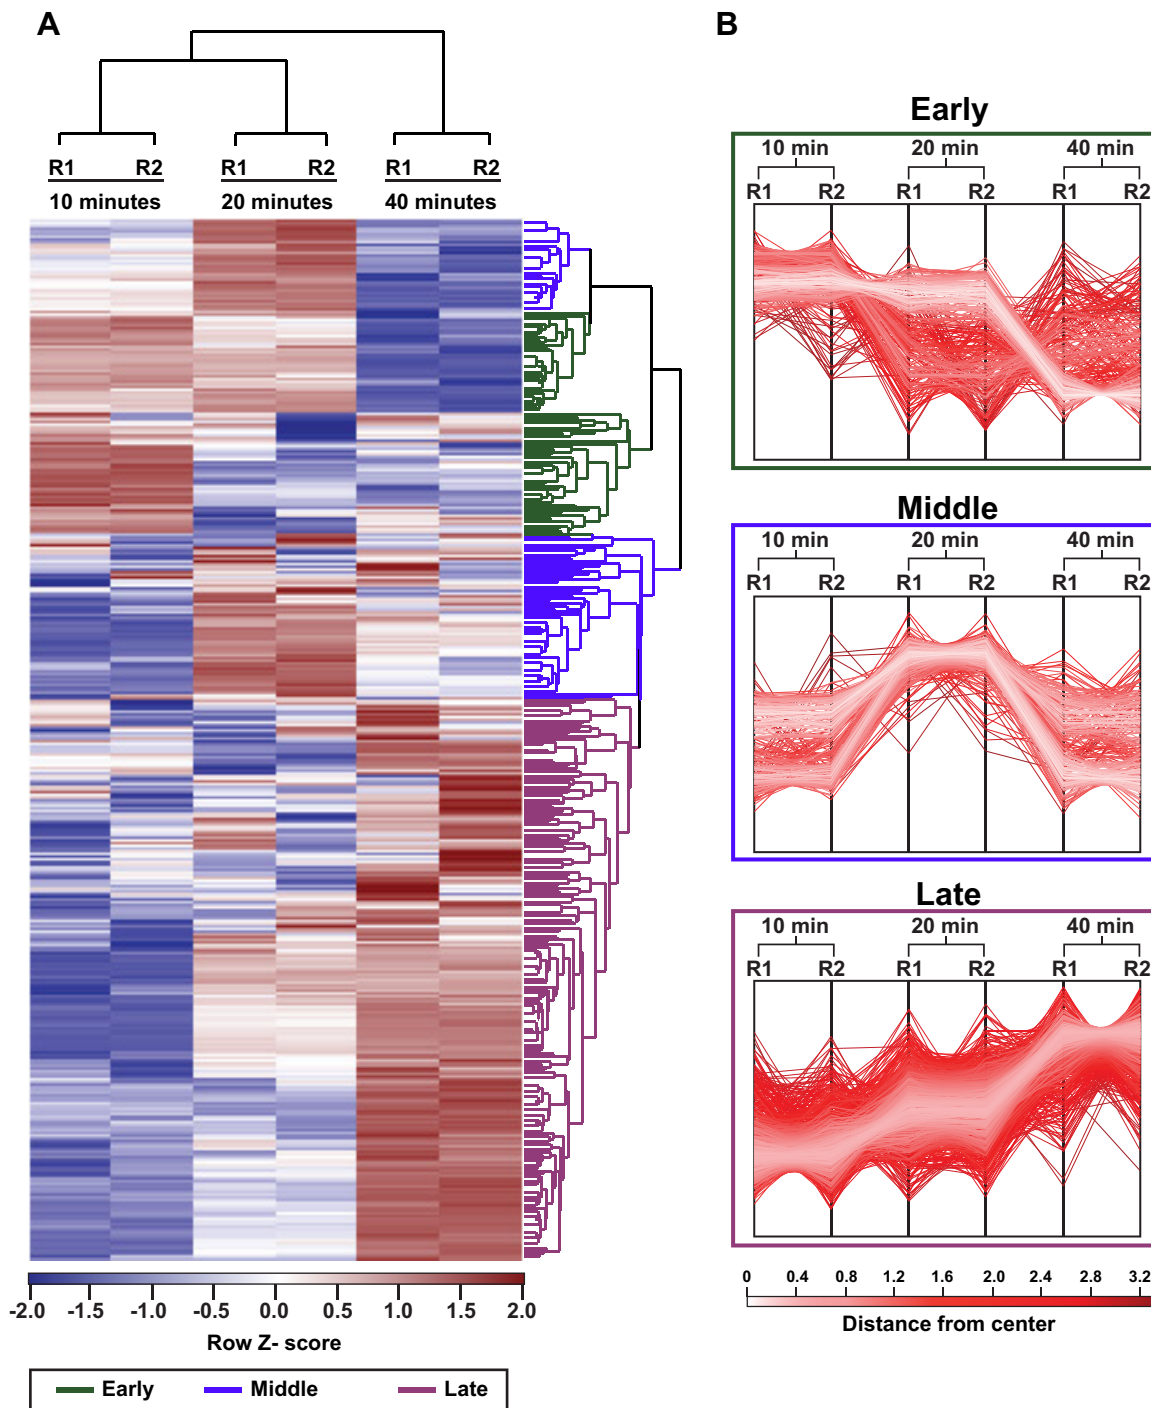 A
R1 R2 R1 R2 R1 R2
10 minutes 20 minutes 40 minutes
-2.0 -1.5 -1.0 -0.5 0.0 0.5 1.0 1.5 2.0
Row Z- score
Early Middle Late
B
Early
10 min 20 min 40 min
R1 R2 R1 R2 R1 R2
Middle
10 min 20 min 40 min
R1 R2 R1 R2 R1 R2
Late
10 min 20 min 40 min
R1 R2 R1 R2 R1 R2
0 0.4 0.8 1.2 1.6 2.0 2.4 2.8 3.2
Distance from center